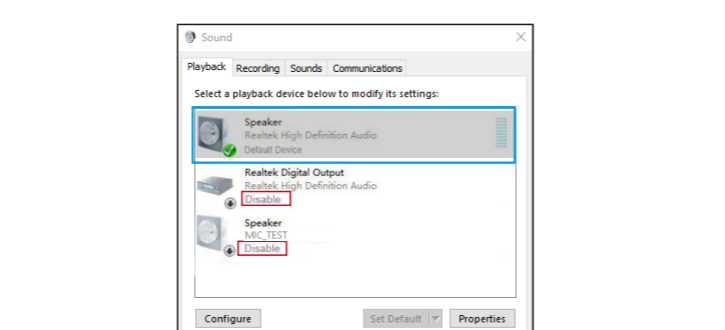 Sound
Playback Recording Sounds Communications
Select a playback device below to modify its settings:
Speaker
Realtek High Definition Audio
Default Device
Realtek Digital Output
Realtek High Definition Audio
Disable
Speaker
MIC_TEST
Disable
Configure Set Default Properties